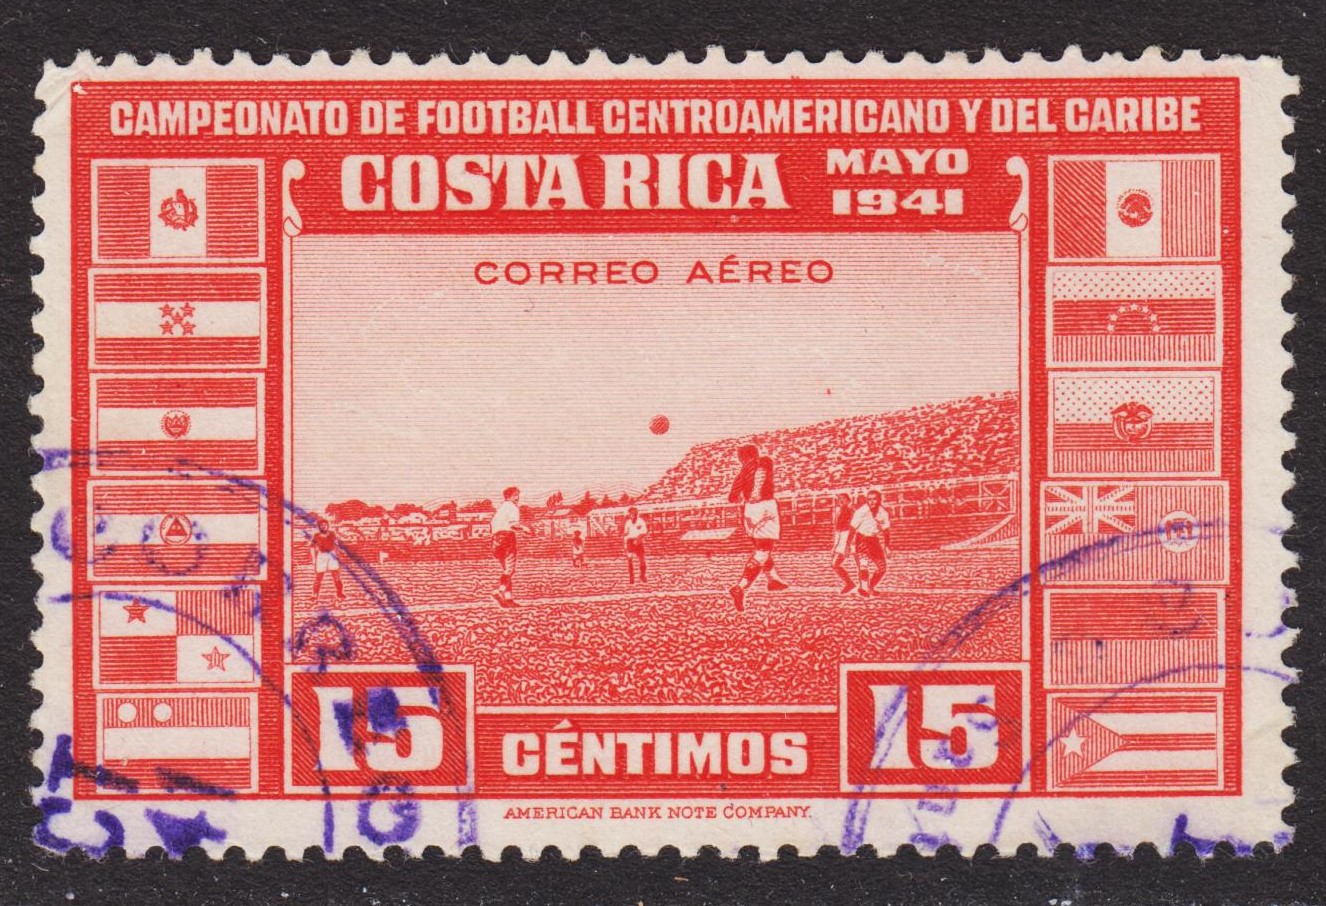 CAMPEONATO DE FOOTBALL CENTROAMERICANO Y DEL CARIBE
COSTA RICA
MAYO
1941
CORREO AÉREO
15
CÉNTIMOS
15
AMERICAN BANK NOTE COMPANY.